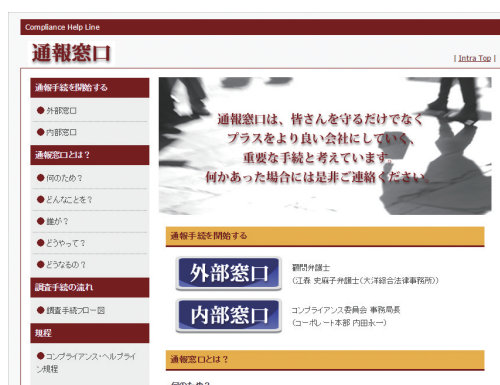 Compliance Help Line
通報窓口
| Intra Top |
通報手続を開始する
●外部窓口
●内部窓口
通報窓口とは？
●何のため？
●どんなことを？
●誰が？
●どうやって？
●どうなるの？
調査手続の流れ
●調査手続フロー図
規程
●コンプライアンス・ヘルプライ
ン規程
通報窓口は、皆さんを守るだけでなく
プラスをより良い会社にしていく、
重要な手続と考えています。
何かあった場合には是非ご連絡ください。
通報手続を開始する
外部窓口
顧問弁護士
（江森 史麻子弁護士（大洋綜合法律事務所））
内部窓口
コンプライアンス委員会 事務局長
（コーポレート本部 内田永一）
通報窓口とは？
何のため？